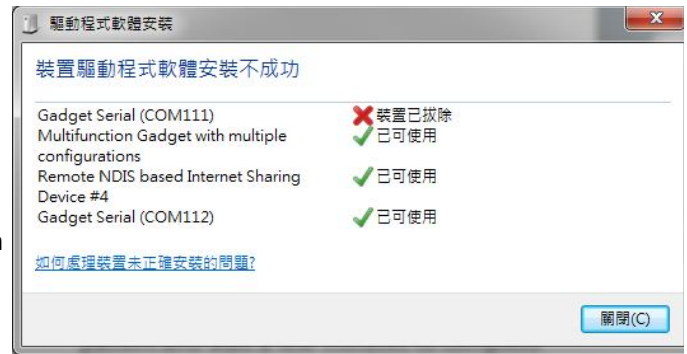 驅動程式軟體安裝
裝置驅動程式軟體安裝不成功
Gadget Serial (COM111) 裝置已拔除
Multifunction Gadget with multiple 已可使用
configurations
Remote NDIS based Internet Sharing 已可使用
Device #4
Gadget Serial (COM112) 已可使用
如何處理裝置未正確安裝的問題?
關閉(C)